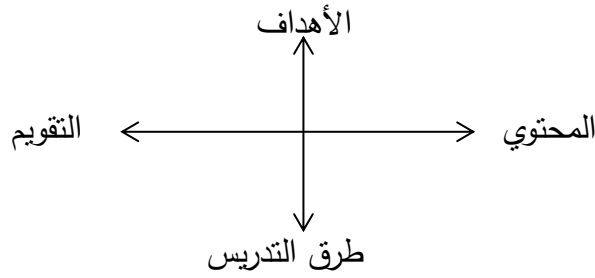 الأهداف
المحتوي
التقويم
طرق التدريس